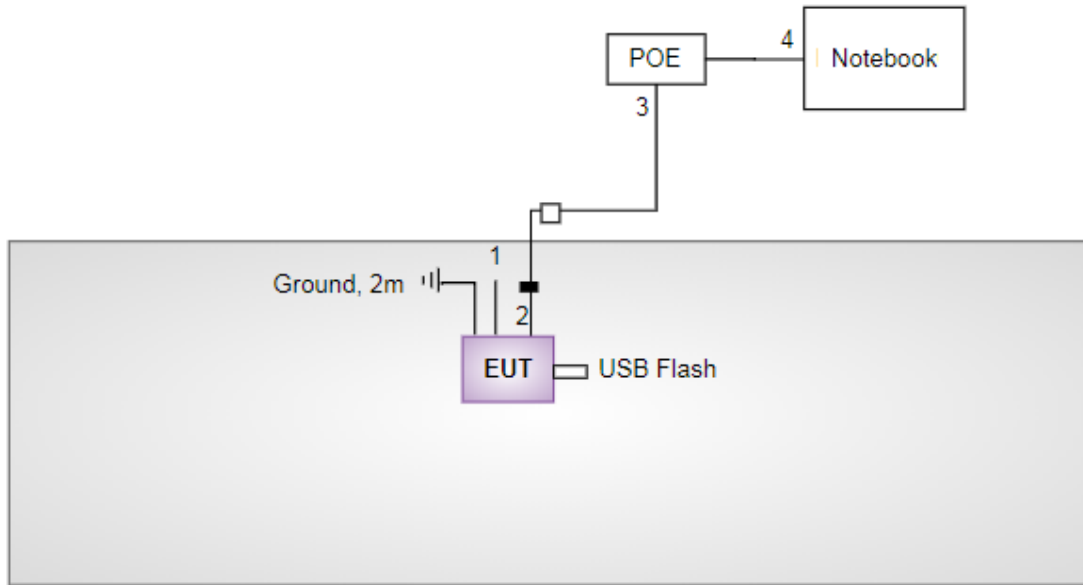 4
POE
Notebook
3
1
Ground, 2m
2
EUT
USB Flash